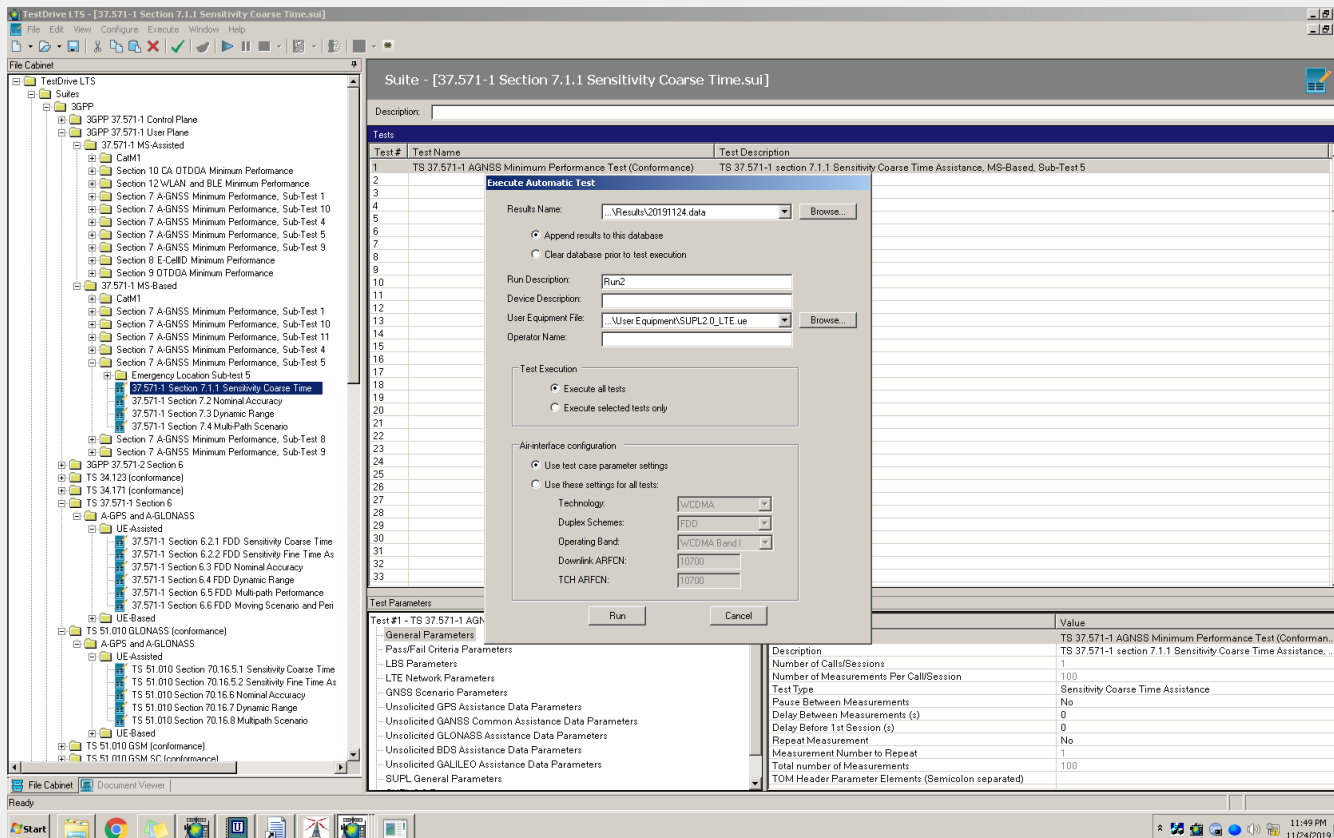 TestDrive LTS - [37.571-1 Section 7.1.1 Sensitivity Coarse Time.sui]
File Edit View Configure Execute Window Help
File Cabinet
TestDrive LTS
Suites
3GPP
3GPP 37.571-1 Control Plane
3GPP 37.571-1 User Plane
37.571-1 MS-Assisted
CatM1
Section 10 CA OTDOA Minimum Performance
Section 12 WLAN and BLE Minimum Performance
Section 7 A-GNSS Minimum Performance, Sub-Test 1
Section 7 A-GNSS Minimum Performance, Sub-Test 10
Section 7 A-GNSS Minimum Performance, Sub-Test 4
Section 7 A-GNSS Minimum Performance, Sub-Test 5
Section 7 A-GNSS Minimum Performance, Sub-Test 9
Section 8 E-CellID Minimum Performance
Section 9 OTDOA Minimum Performance
37.571-1 MS-Based
CatM1
Section 7 A-GNSS Minimum Performance, Sub-Test 1
Section 7 A-GNSS Minimum Performance, Sub-Test 10
Section 7 A-GNSS Minimum Performance, Sub-Test 11
Section 7 A-GNSS Minimum Performance, Sub-Test 4
Section 7 A-GNSS Minimum Performance, Sub-Test 5
Emergency Location Sub-test 5
37.571-1 Section 7.1.1 Sensitivity Coarse Time
37.571-1 Section 7.2 Nominal Accuracy
37.571-1 Section 7.3 Dynamic Range
37.571-1 Section 7.4 Multi-Path Scenario
Section 7 A-GNSS Minimum Performance, Sub-Test 8
Section 7 A-GNSS Minimum Performance, Sub-Test 9
3GPP 37.571-2 Section 6
TS 34.123 (conformance)
TS 34.171 (conformance)
TS 37.571-1 Section 6
A-GPS and A-GLONASS
UE-Assisted
37.571-1 Section 6.2.1 FDD Sensitivity Coarse Time
37.571-1 Section 6.2.2 FDD Sensitivity Fine Time As
37.571-1 Section 6.3 FDD Nominal Accuracy
37.571-1 Section 6.4 FDD Dynamic Range
37.571-1 Section 6.5 FDD Multi-path Performance
37.571-1 Section 6.6 FDD Moving Scenario and Peri
UE-Based
TS 51.010 GLONASS (conformance)
A-GPS and A-GLONASS
UE-Assisted
TS 51.010 Section 70.16.5.1 Sensitivity Coarse Time
TS 51.010 Section 70.16.5.2 Sensitivity Fine Time As
TS 51.010 Section 70.16.6 Nominal Accuracy
TS 51.010 Section 70.16.7 Dynamic Range
TS 51.010 Section 70.16.8 Multipath Scenario
UE-Based
TS 51.010 GSM (conformance)
TS 51.010 GSM SC (conformance)
File Cabinet Document Viewer
Suite - [37.571-1 Section 7.1.1 Sensitivity Coarse Time.sui]
Description:
Tests
Test # Test Name Test Description
1 TS 37.571-1 AGNSS Minimum Performance Test (Conformance) TS 37.571-1 section 7.1.1 Sensitivity Coarse Time Assistance, MS-Based, Sub-Test 5
2
3
4
5
6
7
8
9
10
11
12
13
14
15
16
17
18
19
20
21
22
23
24
25
26
27
28
29
30
31
32
33
Execute Automatic Test
Results Name: ...\Results\20191124.data Browse...
Append results to this database
Clear database prior to test execution
Run Description: Run2
Device Description:
User Equipment File: ...\User Equipment\SUPL2.0_LTE.ue Browse...
Operator Name:
Test Execution
Execute all tests
Execute selected tests only
Air-interface configuration
Use test case parameter settings
Use these settings for all tests:
Technology: WCDMA
Duplex Schemes: FDD
Operating Band: WCDMA Band I
Downlink ARFCN: 10700
TCH ARFCN: 10700
Run Cancel
Test Parameters
Test #1 - TS 37.571-1 AGN
General Parameters
Pass/Fail Criteria Parameters
LBS Parameters
LTE Network Parameters
GNSS Scenario Parameters
Unsolicited GPS Assistance Data Parameters
Unsolicited GANSS Common Assistance Data Parameters
Unsolicited GLONASS Assistance Data Parameters
Unsolicited BDS Assistance Data Parameters
Unsolicited GALILEO Assistance Data Parameters
SUPL General Parameters
Value
TS 37.571-1 AGNSS Minimum Performance Test (Conforman...
Description TS 37.571-1 section 7.1.1 Sensitivity Coarse Time Assistance, ...
Number of Calls/Sessions 1
Number of Measurements Per Call/Session 100
Test Type Sensitivity Coarse Time Assistance
Pause Between Measurements No
Delay Between Measurements (s) 0
Delay Before 1st Session (s) 0
Repeat Measurement No
Measurement Number to Repeat 1
Total number of Measurements 100
TOM Header Parameter Elements (Semicolon separated)
Ready
Start
11:49 PM
11/24/2019